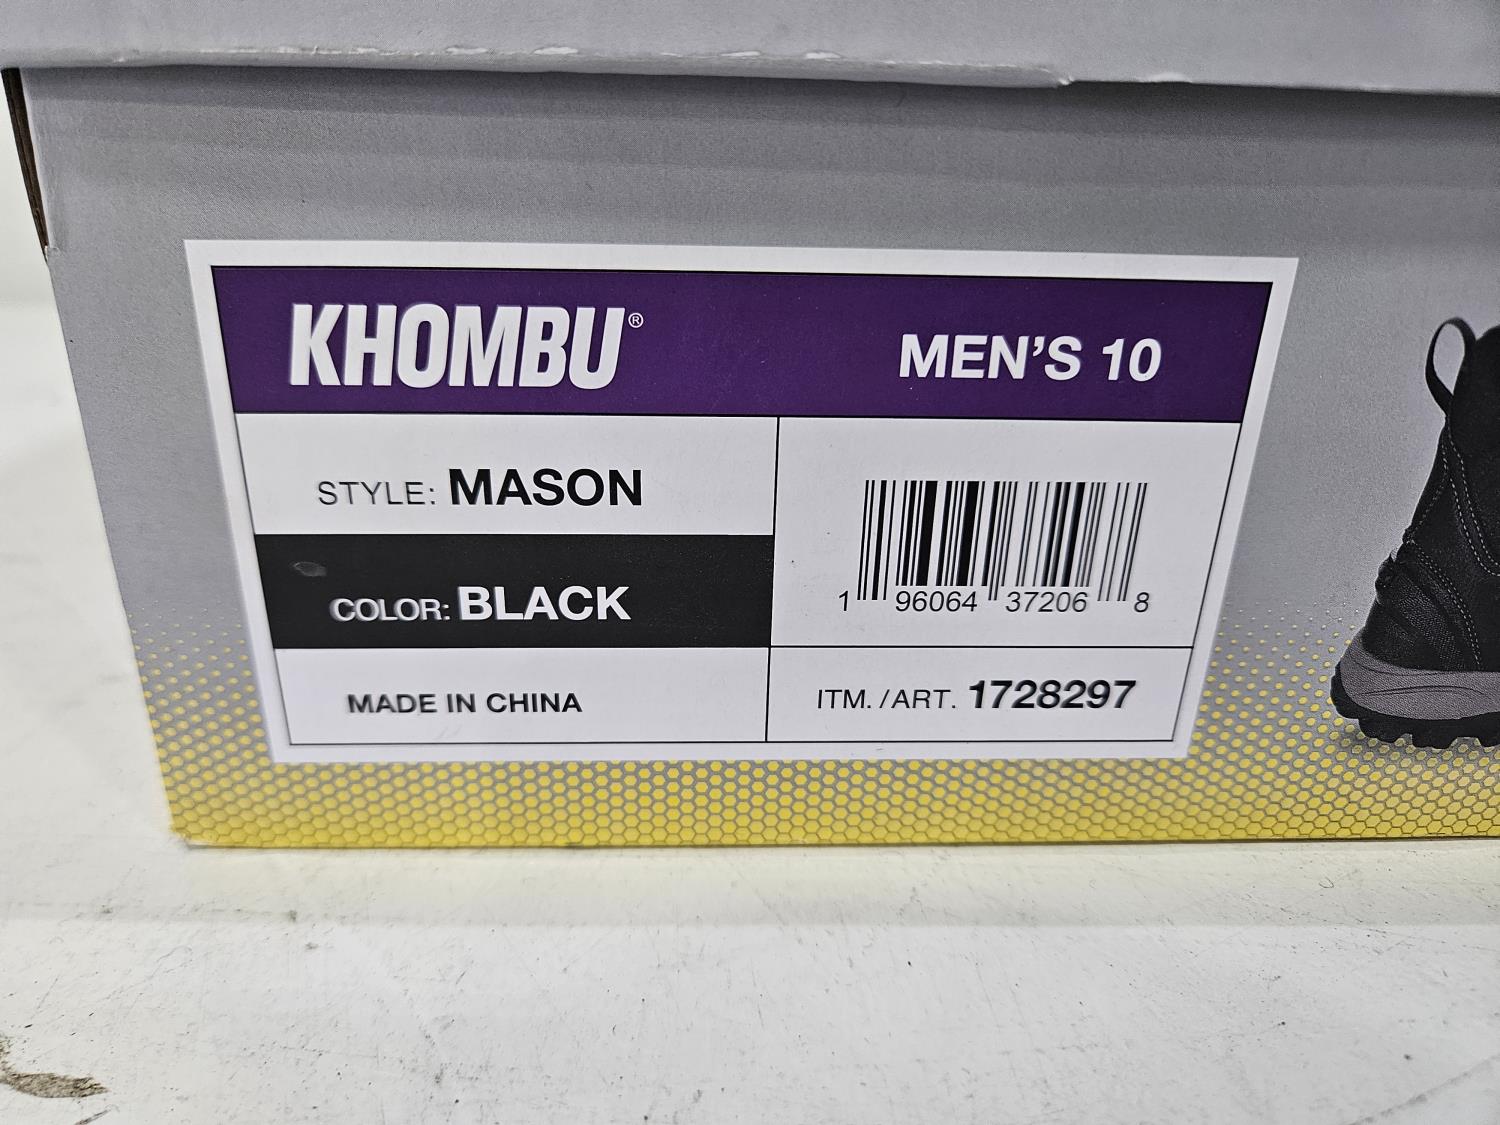 KHOMBU®
MEN'S 10
STYLE: MASON
COLOR: BLACK
MADE IN CHINA
1 96064 37206 8
ITM. / ART. 1728297